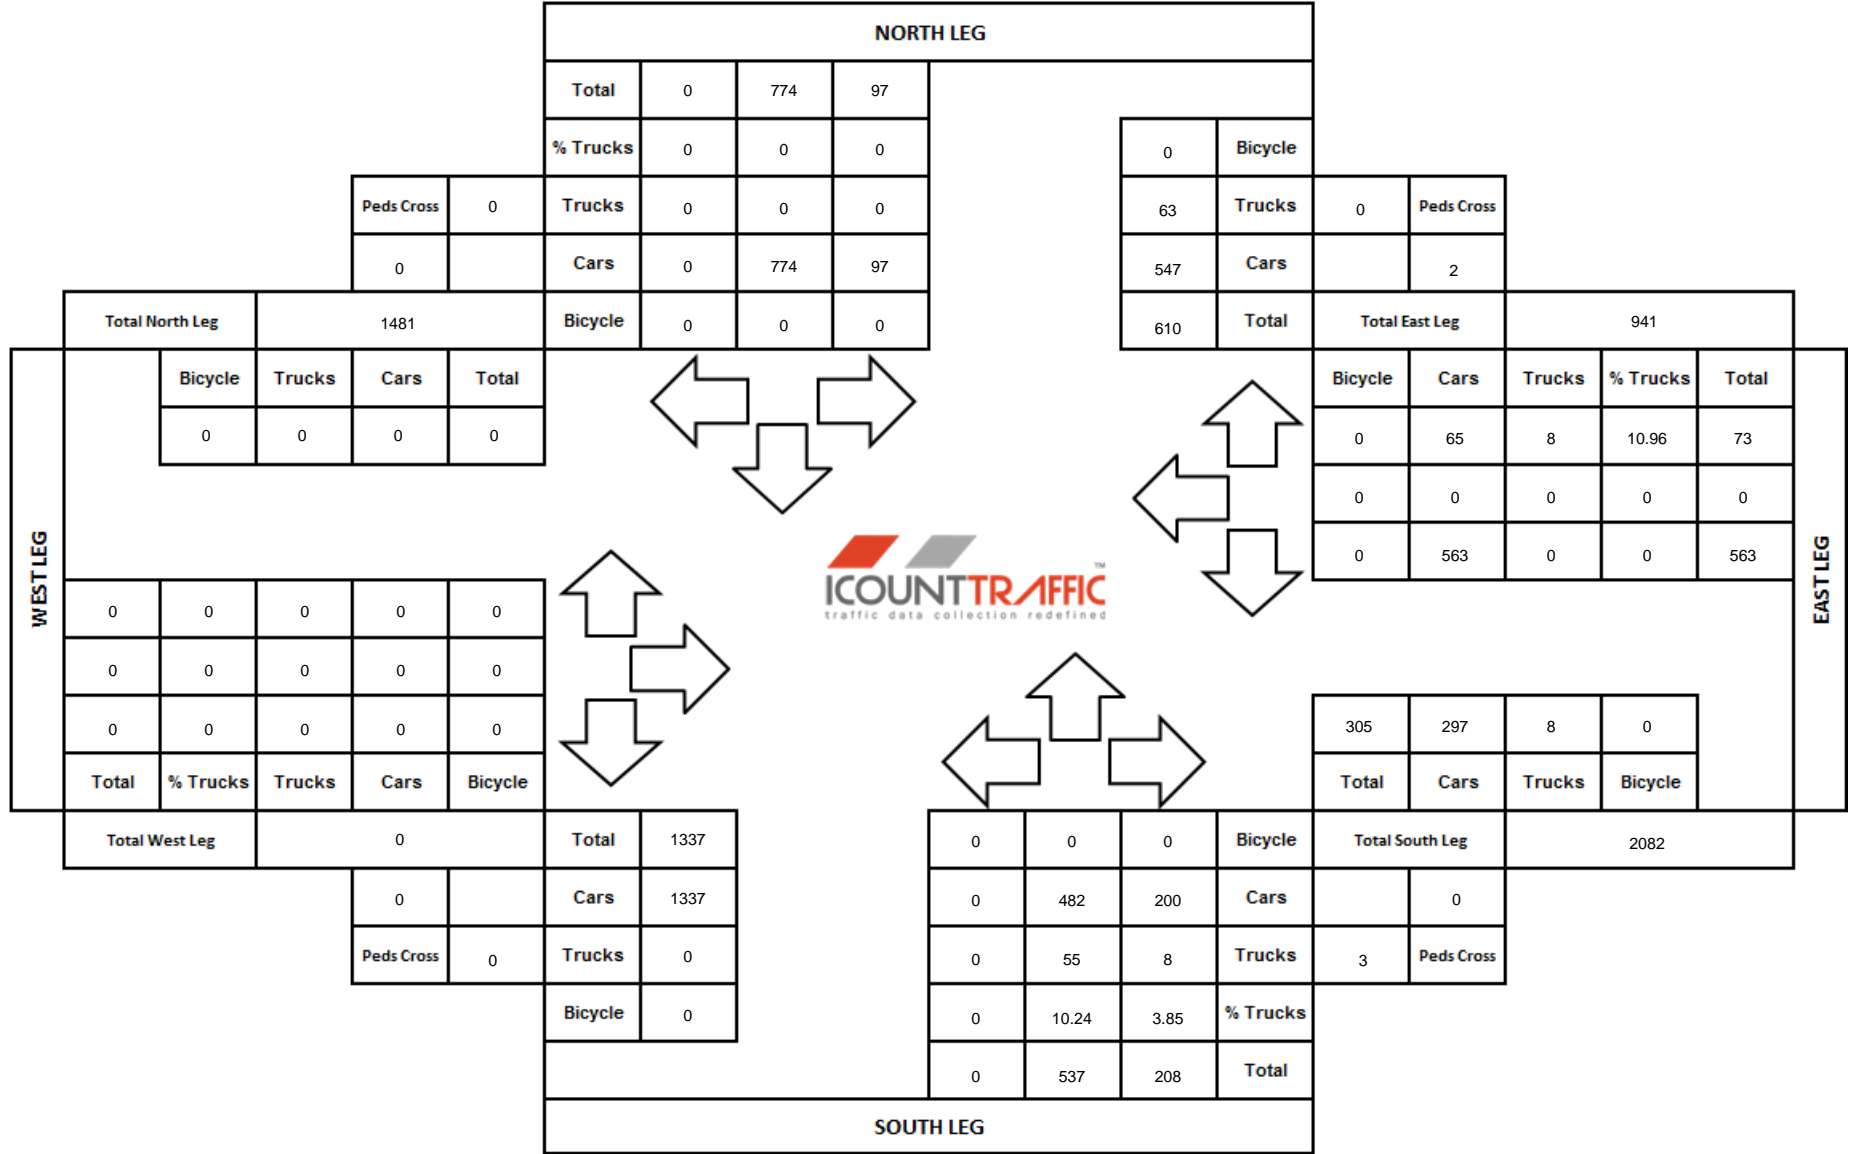 NORTH LEG
Total 0 774 97
% Trucks 0 0 0
0 Bicycle
Peds Cross 0 Trucks 0 0 0
63 Trucks 0 Peds Cross
0 Cars 0 774 97
547 Cars 2
Total North Leg 1481 Bicycle 0 0 0
610 Total Total East Leg 941
Bicycle Trucks Cars Total
0 0 0 0
Bicycle Cars Trucks % Trucks Total
0 65 8 10.96 73
0 0 0 0 0
0 563 0 0 563
WEST LEG
EAST LEG
ICOUNTTRAFFIC™
traffic data collection redefined
0 0 0 0 0
0 0 0 0 0
0 0 0 0 0
Total % Trucks Trucks Cars Bicycle
305 297 8 0
Total Cars Trucks Bicycle
Total West Leg 0 Total 1337
0 0 0 Bicycle Total South Leg 2082
0 Cars 1337
0 482 200 Cars 0
Peds Cross 0 Trucks 0
0 55 8 Trucks 3 Peds Cross
Bicycle 0
0 10.24 3.85 % Trucks
0 537 208 Total
SOUTH LEG